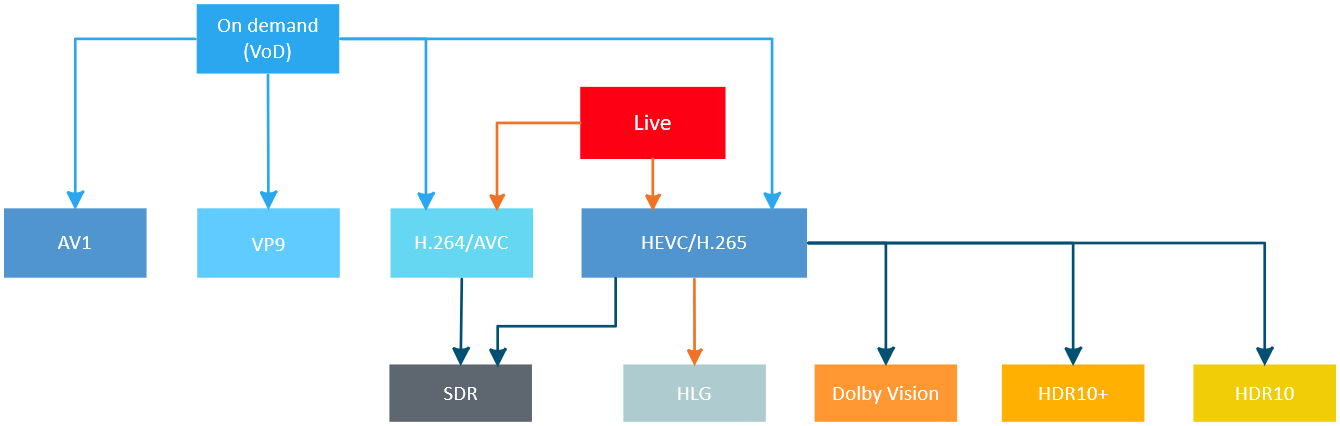 On demand
(VoD)
Live
AV1
VP9
H.264/AVC
HEVC/H.265
SDR
HLG
Dolby Vision
HDR10+
HDR10